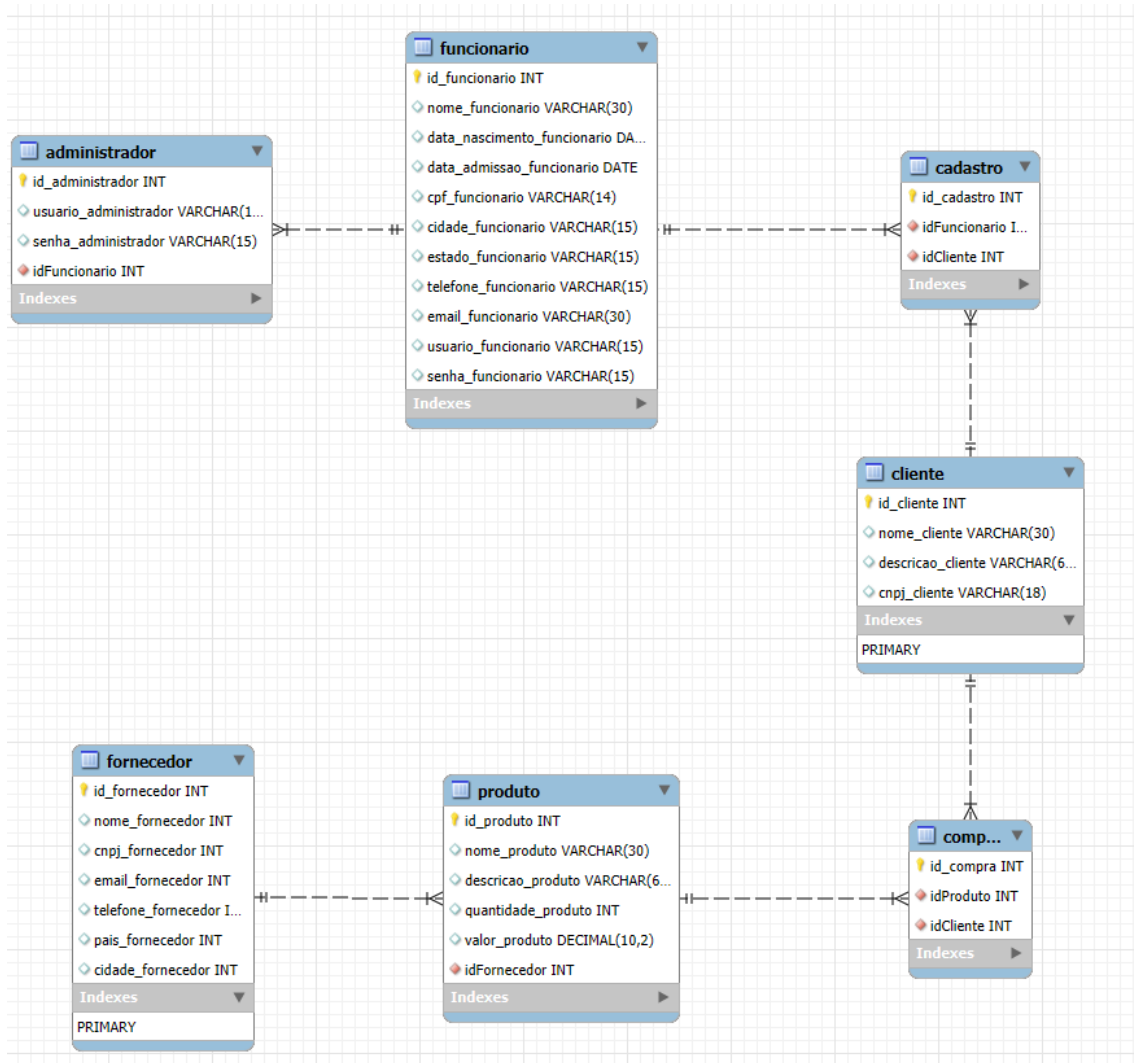 funcionario
id_funcionario INT
nome_funcionario VARCHAR(30)
data_nascimento_funcionario DA...
data_admissao_funcionario DATE
cpf_funcionario VARCHAR(14)
cidade_funcionario VARCHAR(15)
estado_funcionario VARCHAR(15)
telefone_funcionario VARCHAR(15)
email_funcionario VARCHAR(30)
usuario_funcionario VARCHAR(15)
senha_funcionario VARCHAR(15)
Indexes
administrador
id_administrador INT
usuario_administrador VARCHAR(1...
senha_administrador VARCHAR(15)
idFuncionario INT
Indexes
cadastro
id_cadastro INT
idFuncionario I...
idCliente INT
Indexes
cliente
id_cliente INT
nome_cliente VARCHAR(30)
descricao_cliente VARCHAR(6...
cnpj_cliente VARCHAR(18)
Indexes
PRIMARY
fornecedor
id_fornecedor INT
nome_fornecedor INT
cnpj_fornecedor INT
email_fornecedor INT
telefone_fornecedor I...
pais_fornecedor INT
cidade_fornecedor INT
Indexes
PRIMARY
produto
id_produto INT
nome_produto VARCHAR(30)
descricao_produto VARCHAR(6...
quantidade_produto INT
valor_produto DECIMAL(10,2)
idFornecedor INT
Indexes
comp...
id_compra INT
idProduto INT
idCliente INT
Indexes